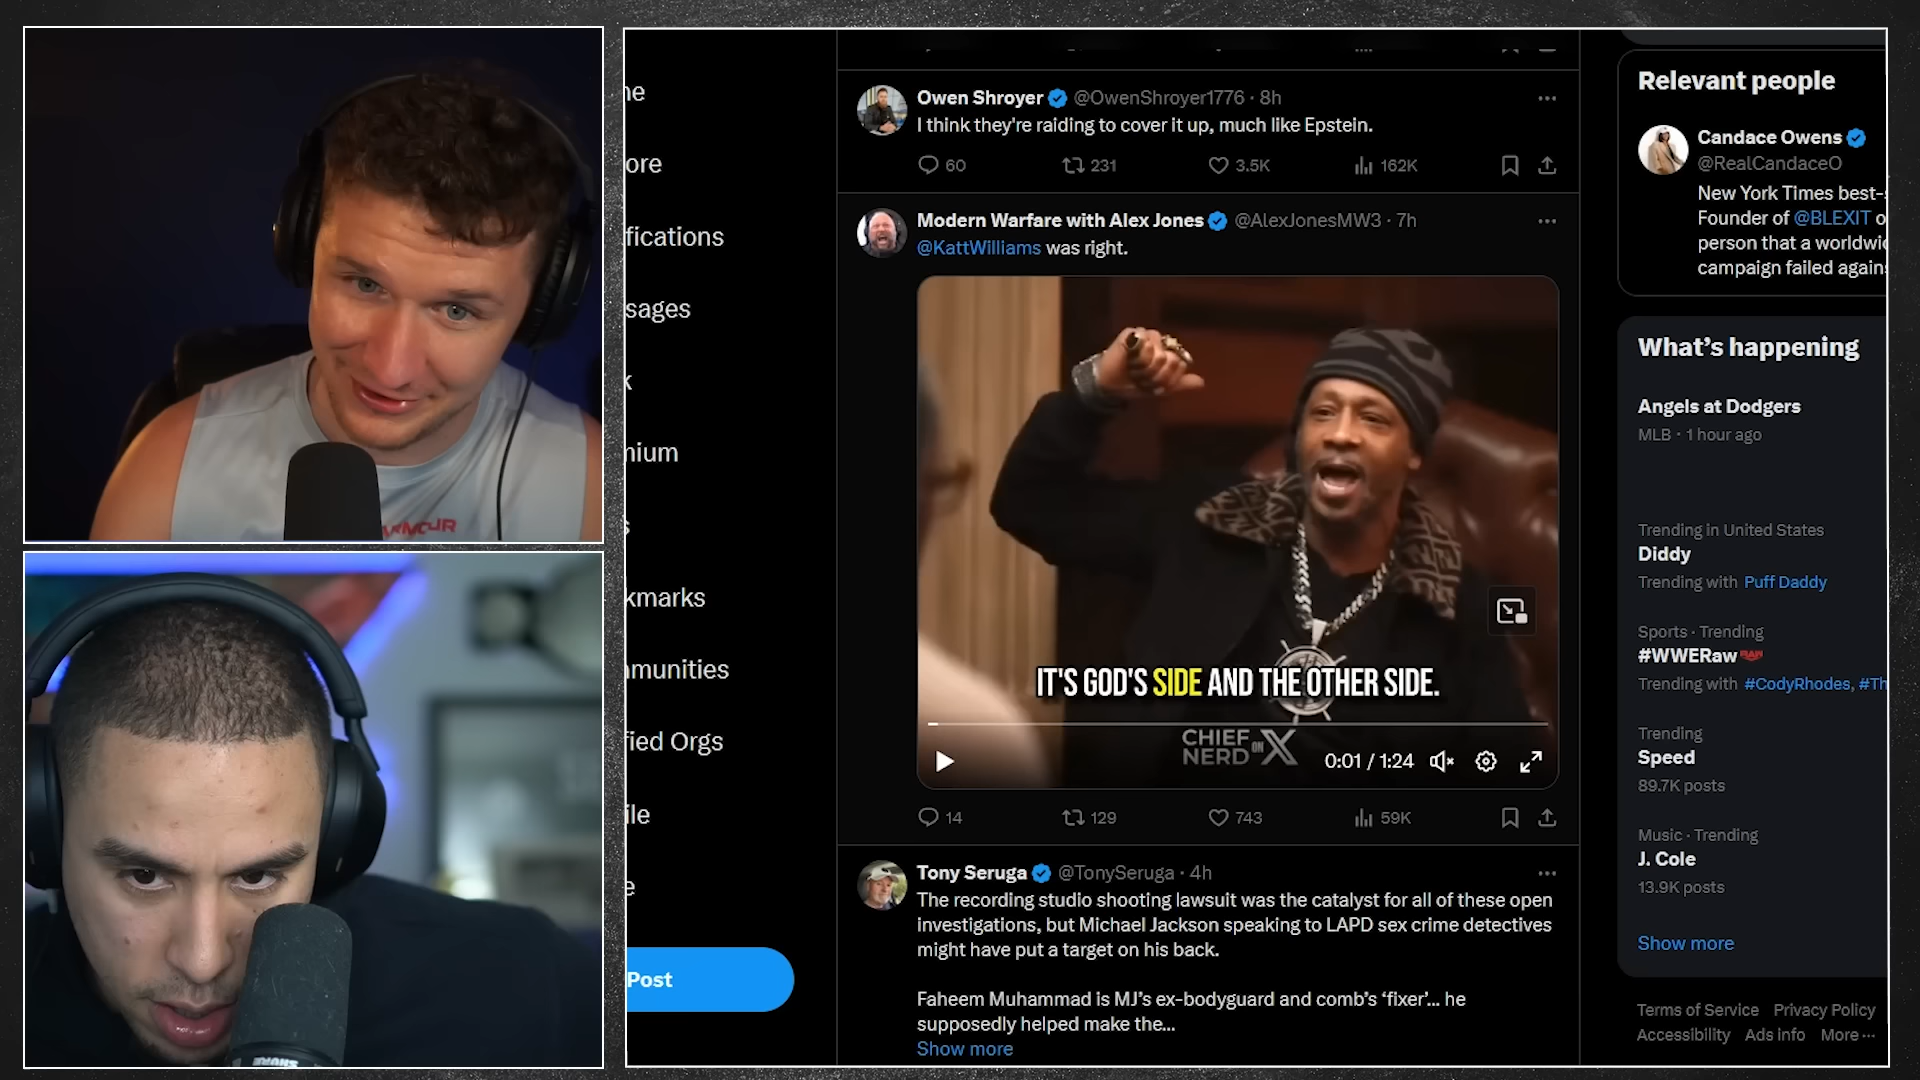 Owen Shroyer @OwenShroyer1776 · 8h
I think they're raiding to cover it up, much like Epstein.
60 231 3.5K 162K
Modern Warfare with Alex Jones @AlexJonesMW3 · 7h
@KattWilliams was right.
IT'S GOD'S SIDE AND THE OTHER SIDE.
CHIEF
NERD ON X
0:01 / 1:24
14 129 743 59K
Tony Seruga @TonySeruga · 4h
The recording studio shooting lawsuit was the catalyst for all of these open
investigations, but Michael Jackson speaking to LAPD sex crime detectives
might have put a target on his back.
Faheem Muhammad is MJ's ex-bodyguard and comb's 'fixer'... he
supposedly helped make the...
Show more
ne
ore
fications
sages
k
nium
s
kmarks
mmunities
fied Orgs
ile
e
Post
Relevant people
Candace Owens
@RealCandaceO
New York Times best-s
Founder of @BLEXIT o
person that a worldwid
campaign failed agains
What's happening
Angels at Dodgers
MLB · 1 hour ago
Trending in United States
Diddy
Trending with Puff Daddy
Sports · Trending
#WWERaw
Trending with #CodyRhodes, #Th
Trending
Speed
89.7K posts
Music · Trending
J. Cole
13.9K posts
Show more
Terms of Service Privacy Policy
Accessibility Ads info More ···